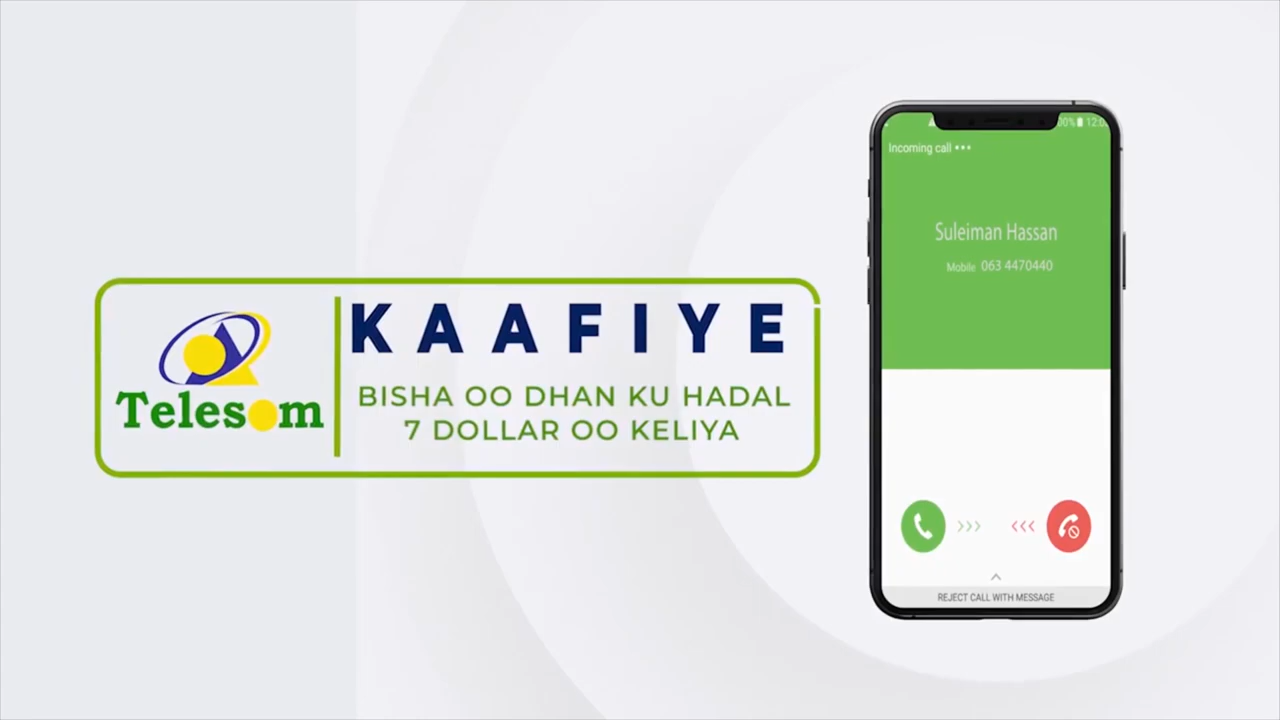 Telesom
KAAFIYE
BISHA OO DHAN KU HADAL
7 DOLLAR OO KELIYA
Incoming call •••
Suleiman Hassan
Mobile 063 4470440
REJECT CALL WITH MESSAGE